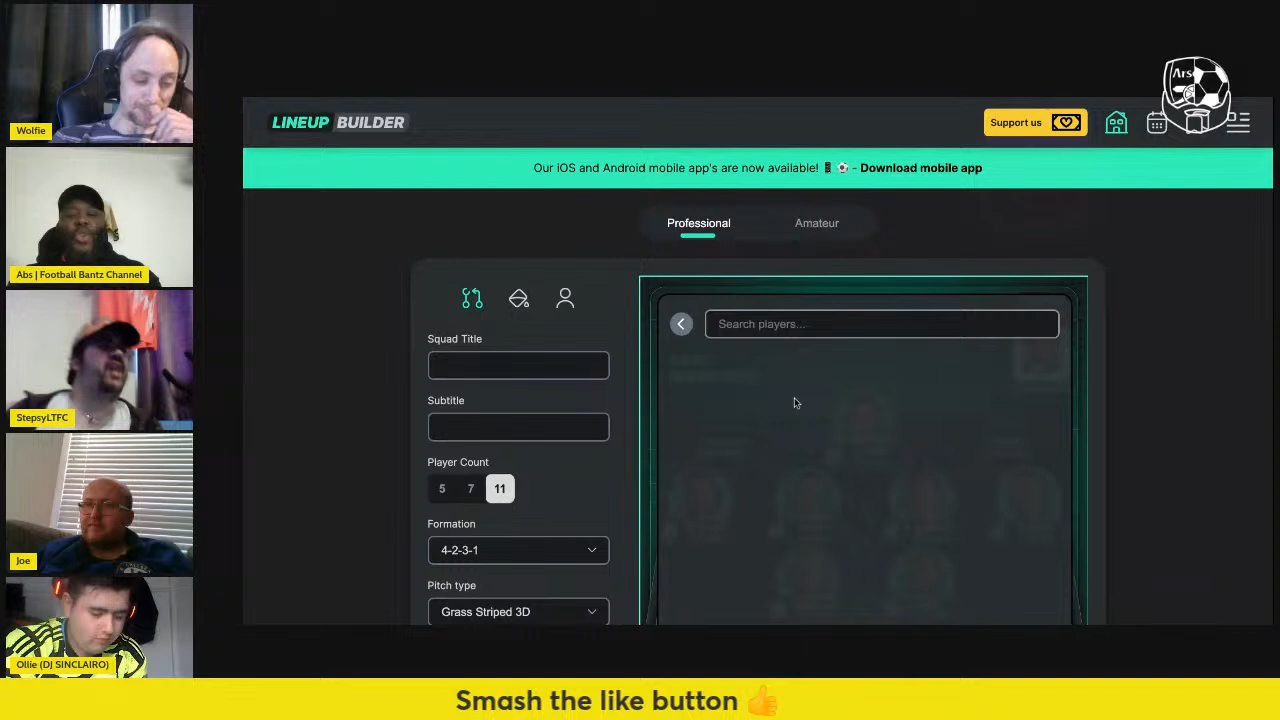 Wolfie
Abs | Football Bantz Channel
StepsyLTFC
Joe
Ollie (DJ SINCLAIRO)
LINEUP BUILDER
Support us
Arse
Our iOS and Android mobile app's are now available! 📱⚽ - Download mobile app
Professional
Amateur
Squad Title
Subtitle
Player Count
5 7 11
Formation
4-2-3-1
Pitch type
Grass Striped 3D
Search players...
Smash the like button 👍